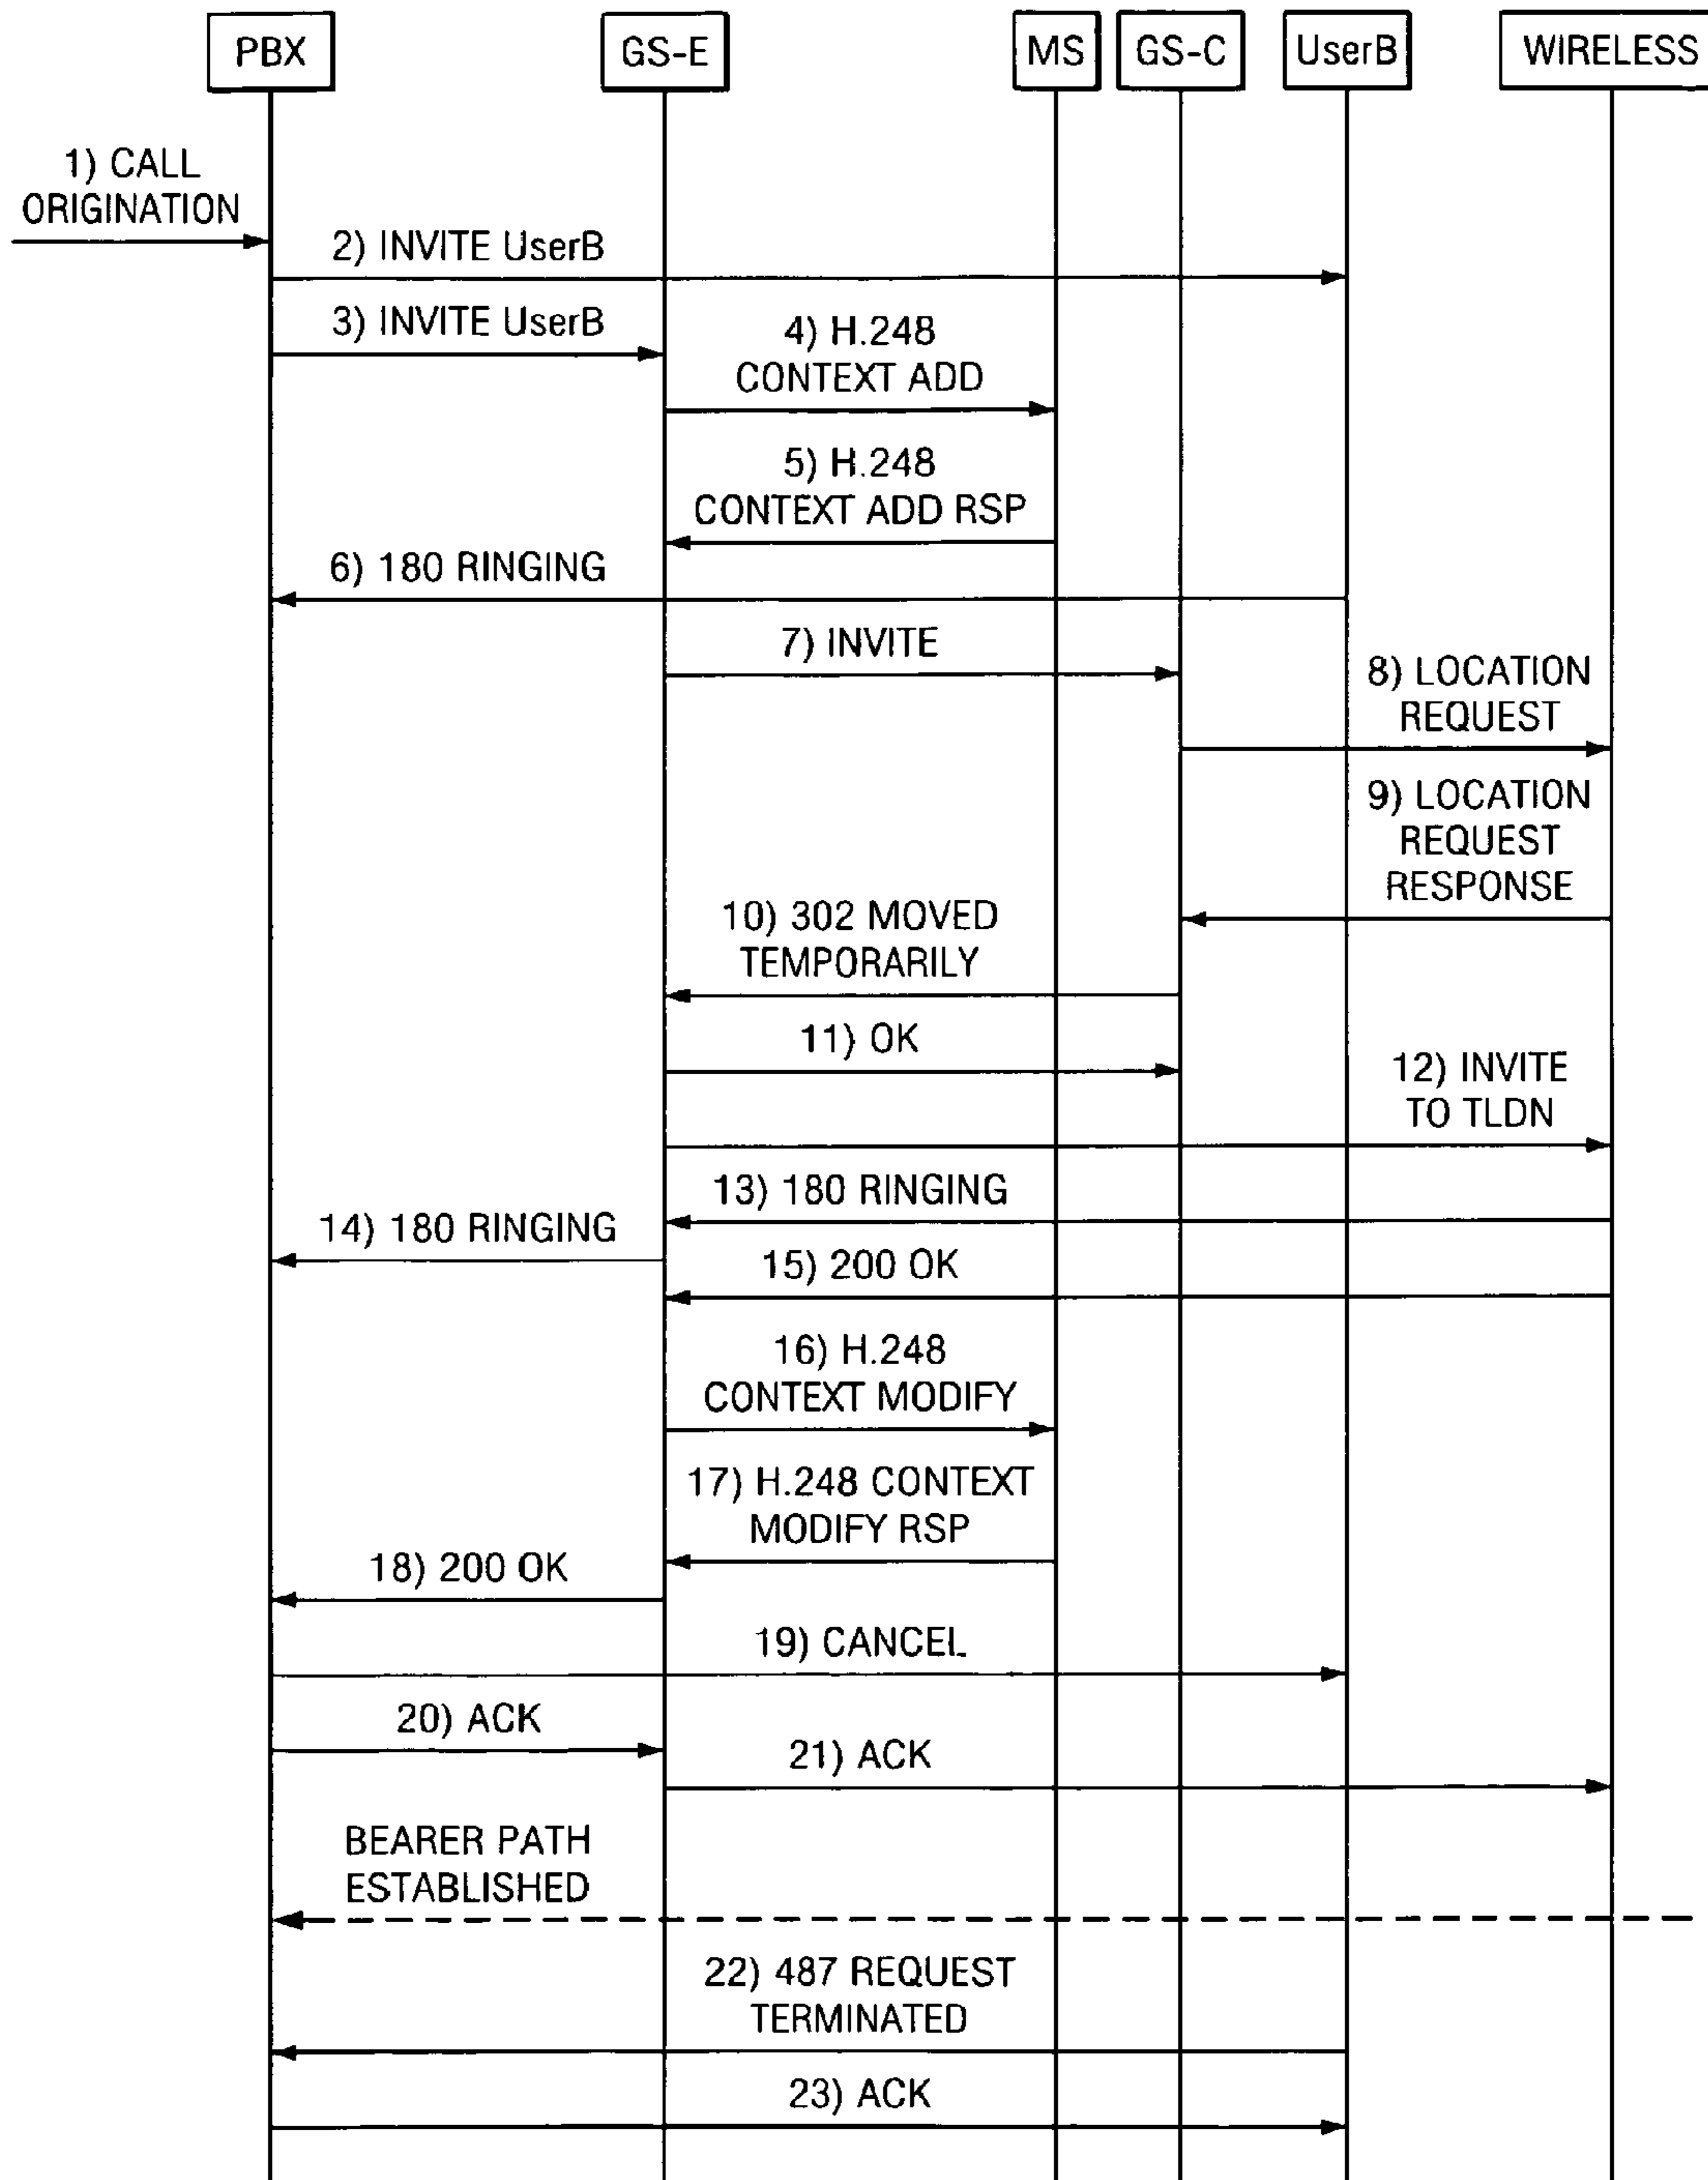 PBX
GS-E
MS
GS-C
UserB
WIRELESS
1) CALL
ORIGINATION
2) INVITE UserB
3) INVITE UserB
4) H.248
CONTEXT ADD
5) H.248
CONTEXT ADD RSP
6) 180 RINGING
7) INVITE
8) LOCATION
REQUEST
9) LOCATION
REQUEST
RESPONSE
10) 302 MOVED
TEMPORARILY
11) OK
12) INVITE
TO TLDN
13) 180 RINGING
14) 180 RINGING
15) 200 OK
16) H.248
CONTEXT MODIFY
17) H.248 CONTEXT
MODIFY RSP
18) 200 OK
19) CANCEL
20) ACK
21) ACK
BEARER PATH
ESTABLISHED
22) 487 REQUEST
TERMINATED
23) ACK